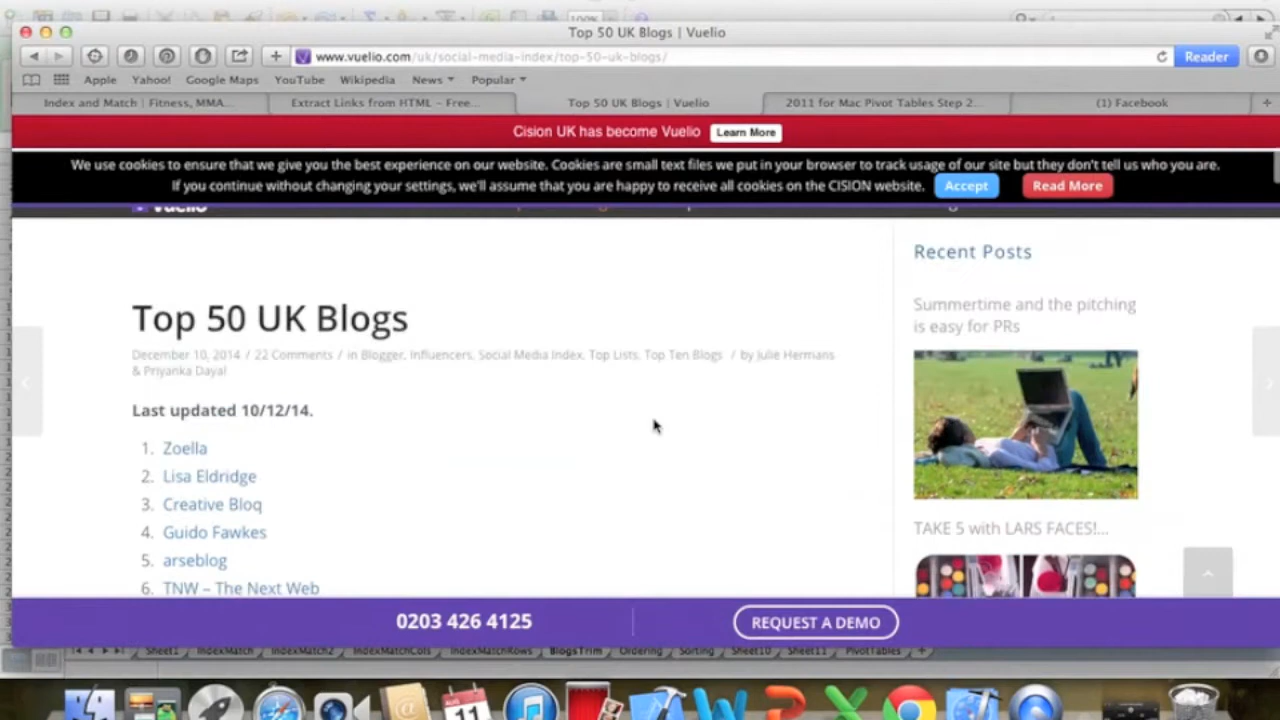 100%
Top 50 UK Blogs | Vuelio
www.vuelio.com/uk/social-media-index/top-50-uk-blogs/
Reader
Apple Yahoo! Google Maps YouTube Wikipedia News Popular
Index and Match | Fitness, MMA... Extract Links from HTML – Free... Top 50 UK Blogs | Vuelio 2011 for Mac Pivot Tables Step 2... (1) Facebook
Cision UK has become Vuelio Learn More
We use cookies to ensure that we give you the best experience on our website. Cookies are small text files we put in your browser to track usage of our site but they don't tell us who you are.
If you continue without changing your settings, we'll assume that you are happy to receive all cookies on the CISION website. Accept Read More
Top 50 UK Blogs
December 10, 2014 / 22 Comments / in Blogger, Influencers, Social Media Index, Top Lists, Top Ten Blogs / by Julie Hermans
& Priyanka Dayal
Last updated 10/12/14.
1. Zoella
2. Lisa Eldridge
3. Creative Bloq
4. Guido Fawkes
5. arseblog
6. TNW – The Next Web
Recent Posts
Summertime and the pitching
is easy for PRs
TAKE 5 with LARS FACES!...
0203 426 4125 REQUEST A DEMO
Sheet1 IndexMatch IndexMatch2 IndexMatchCols IndexMatchRows BlogsTrim Ordering Sorting Sheet10 Sheet11 PivotTables
AUG
11